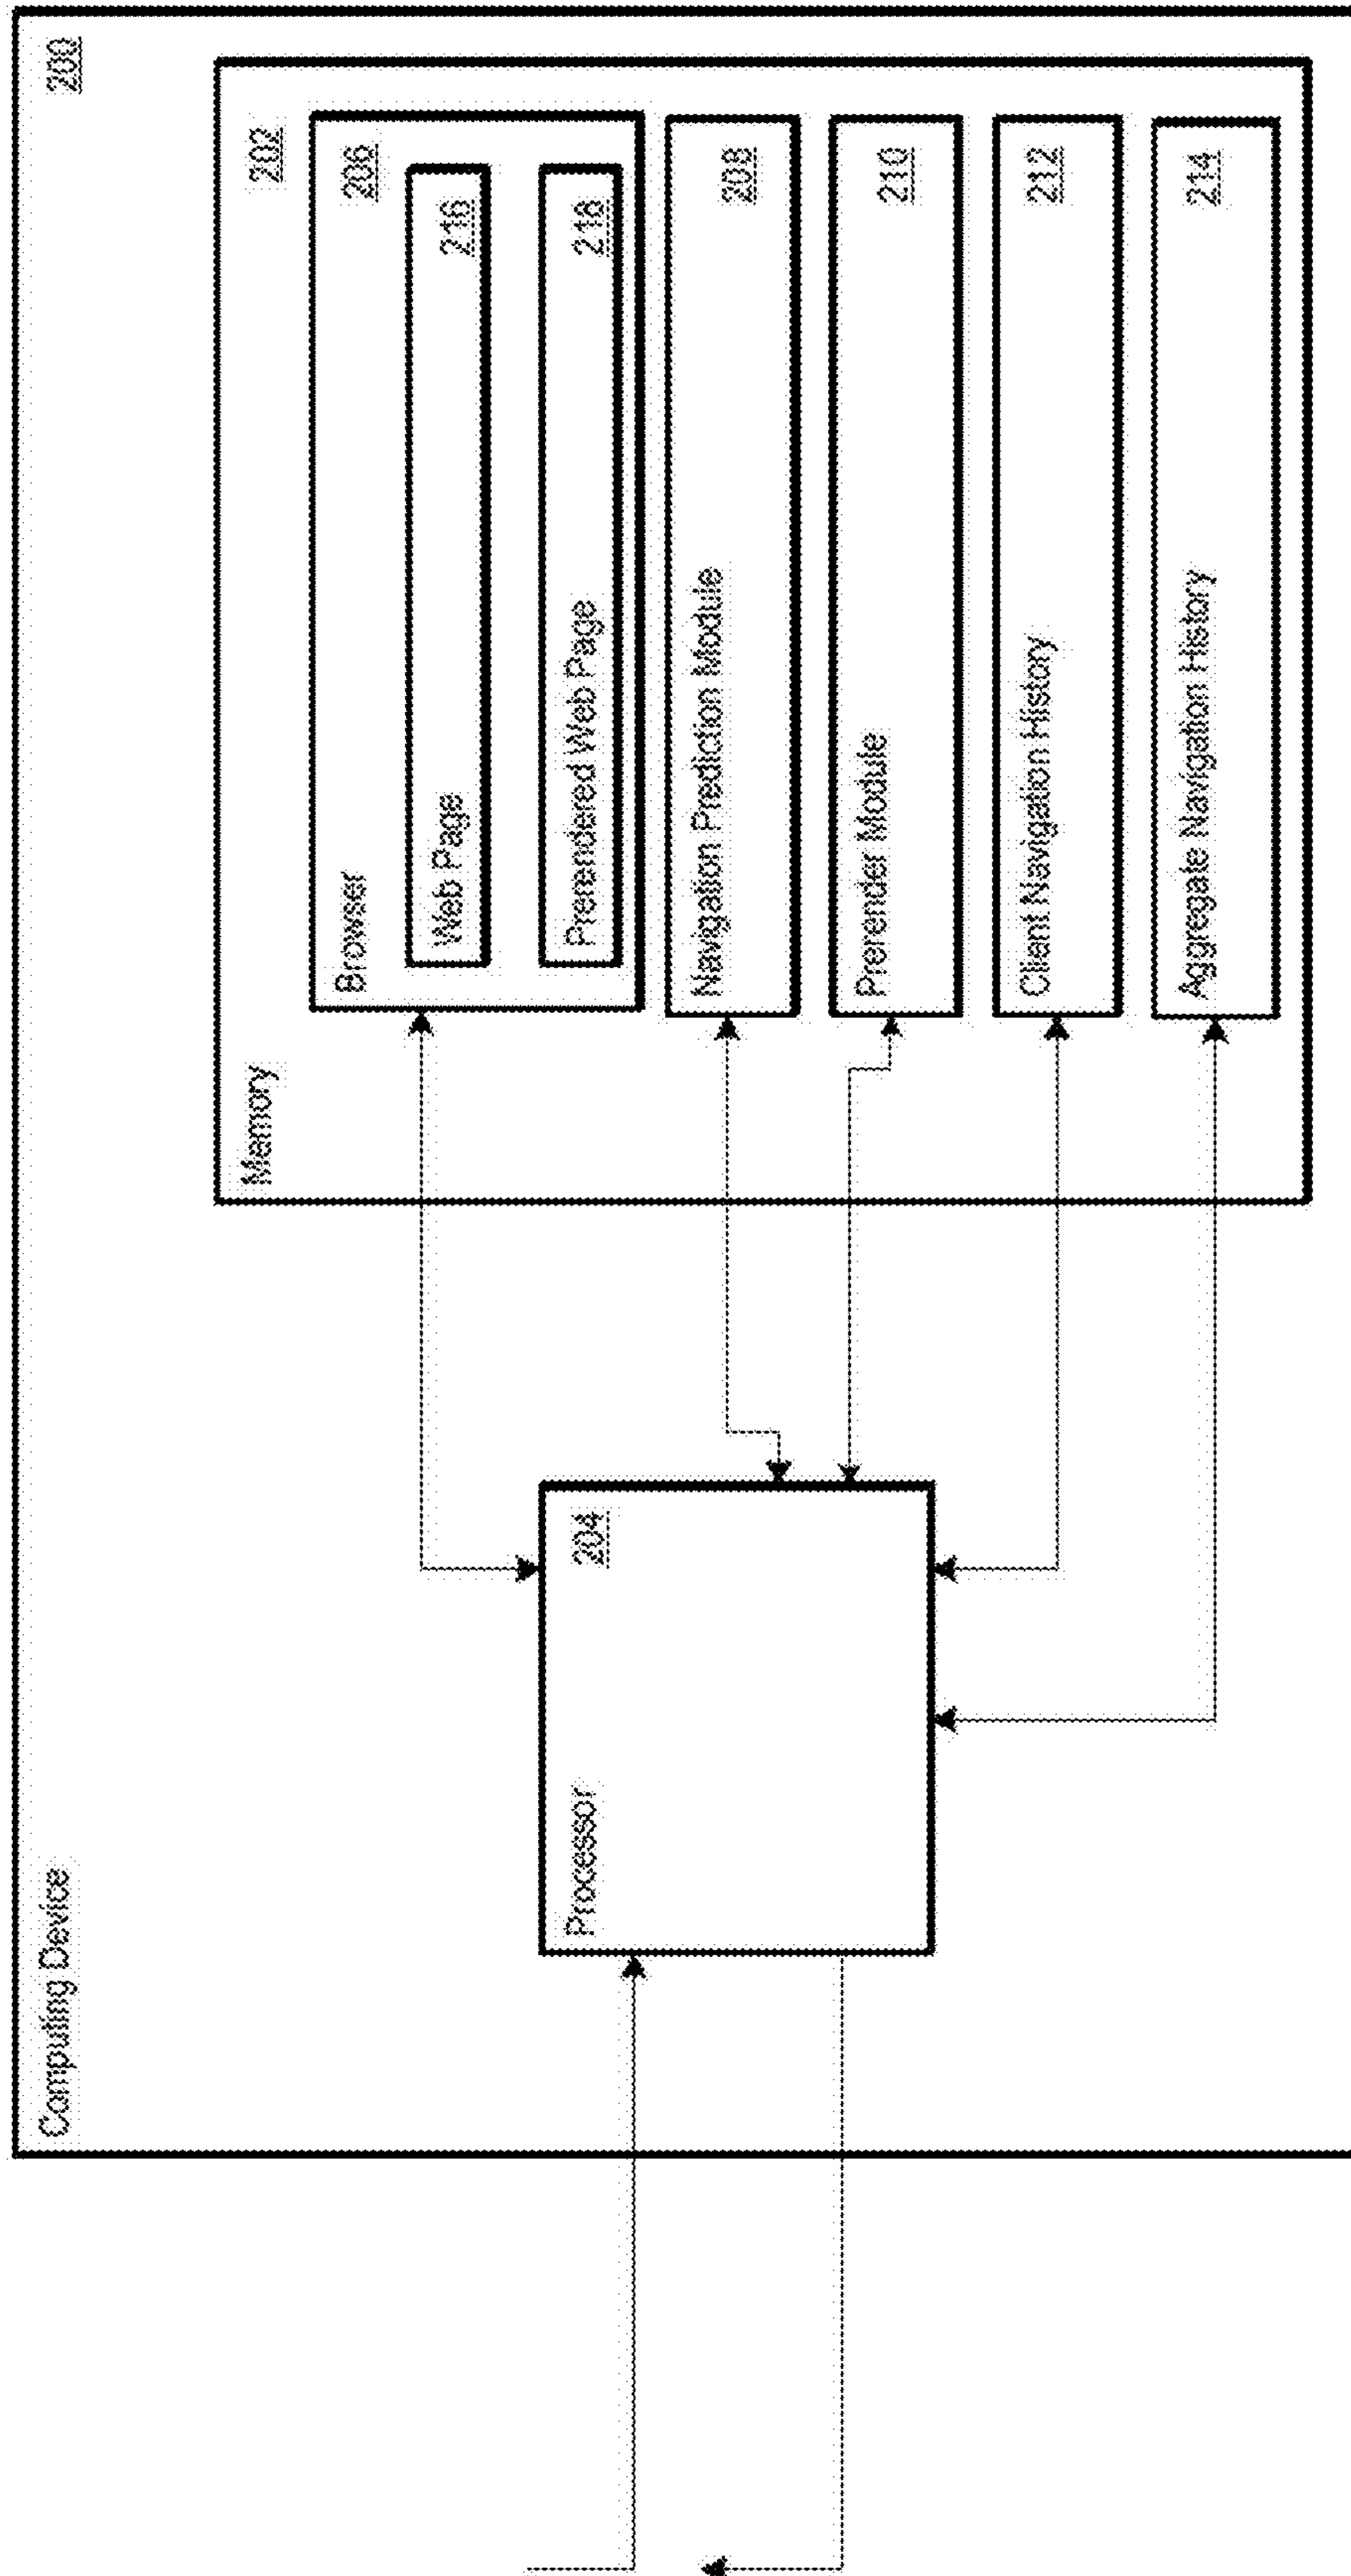 Computing Device 200
Memory 202
Browser 206
Web Page 216
Prerendered Web Page 218
Navigation Prediction Module 208
Prerender Module 210
Client Navigation History 212
Aggregate Navigation History 214
Processor 204